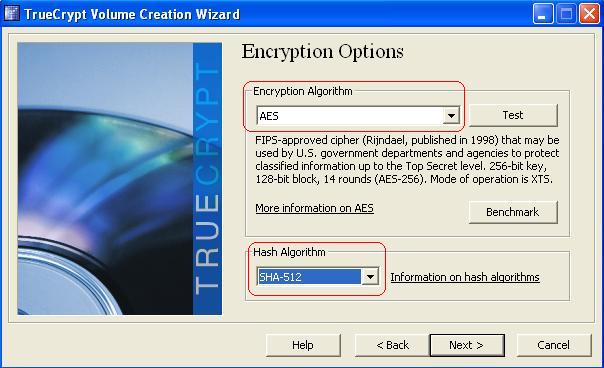 TrueCrypt Volume Creation Wizard
TRUECRYPT
Encryption Options
Encryption Algorithm
AES
Test
FIPS-approved cipher (Rijndael, published in 1998) that may be
used by U.S. government departments and agencies to protect
classified information up to the Top Secret level. 256-bit key,
128-bit block, 14 rounds (AES-256). Mode of operation is XTS.
More information on AES
Benchmark
Hash Algorithm
SHA-512
Information on hash algorithms
Help
< Back
Next >
Cancel